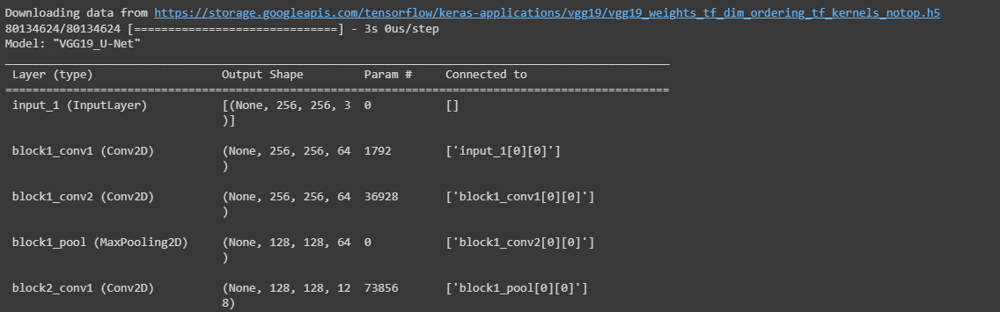 Downloading data from https://storage.googleapis.com/tensorflow/keras-applications/vgg19/vgg19_weights_tf_dim_ordering_tf_kernels_notop.h5
80134624/80134624 [==============================] - 3s 0us/step
Model: "VGG19_U-Net"
__________________________________________________________________________________________________
Layer (type) Output Shape Param # Connected to
==================================================================================================
input_1 (InputLayer) [(None, 256, 256, 3 0 []
)]
block1_conv1 (Conv2D) (None, 256, 256, 64 1792 ['input_1[0][0]']
)
block1_conv2 (Conv2D) (None, 256, 256, 64 36928 ['block1_conv1[0][0]']
)
block1_pool (MaxPooling2D) (None, 128, 128, 64 0 ['block1_conv2[0][0]']
)
block2_conv1 (Conv2D) (None, 128, 128, 12 73856 ['block1_pool[0][0]']
8)